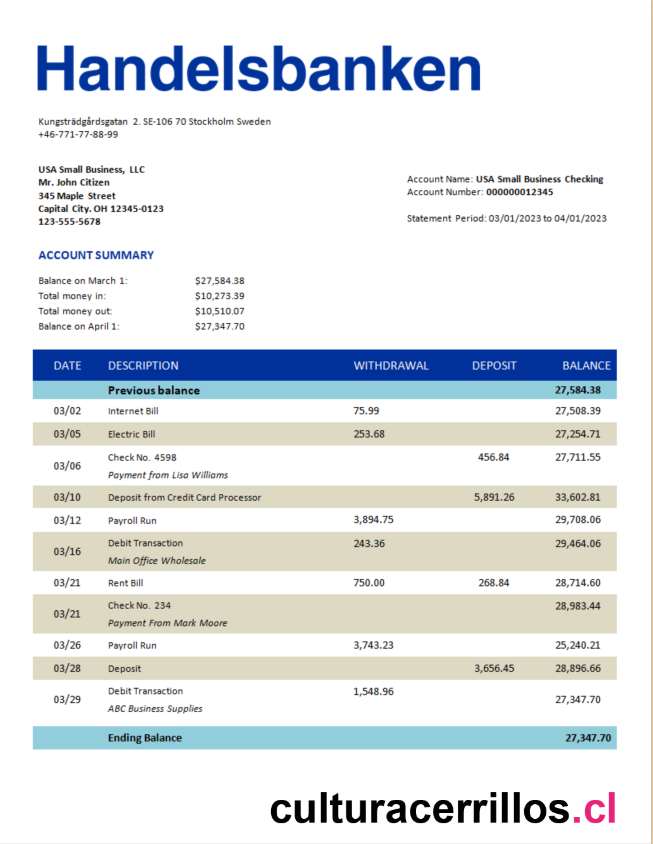 Handelsbanken
Kungsträdgårdsgatan 2. SE-106 70 Stockholm Sweden
+46-771-77-88-99
USA Small Business, LLC
Mr. John Citizen
345 Maple Street
Capital City. OH 12345-0123
123-555-5678
Account Name: USA Small Business Checking
Account Number: 000000012345
Statement Period: 03/01/2023 to 04/01/2023
ACCOUNT SUMMARY
Balance on March 1: $27,584.38
Total money in: $10,273.39
Total money out: $10,510.07
Balance on April 1: $27,347.70
DATE DESCRIPTION WITHDRAWAL DEPOSIT BALANCE
Previous balance 27,584.38
03/02 Internet Bill 75.99 27,508.39
03/05 Electric Bill 253.68 27,254.71
03/06 Check No. 4598 456.84 27,711.55
Payment from Lisa Williams
03/10 Deposit from Credit Card Processor 5,891.26 33,602.81
03/12 Payroll Run 3,894.75 29,708.06
03/16 Debit Transaction 243.36 29,464.06
Main Office Wholesale
03/21 Rent Bill 750.00 268.84 28,714.60
03/21 Check No. 234 28,983.44
Payment From Mark Moore
03/26 Payroll Run 3,743.23 25,240.21
03/28 Deposit 3,656.45 28,896.66
03/29 Debit Transaction 1,548.96 27,347.70
ABC Business Supplies
Ending Balance 27,347.70
culturacerrillos.cl